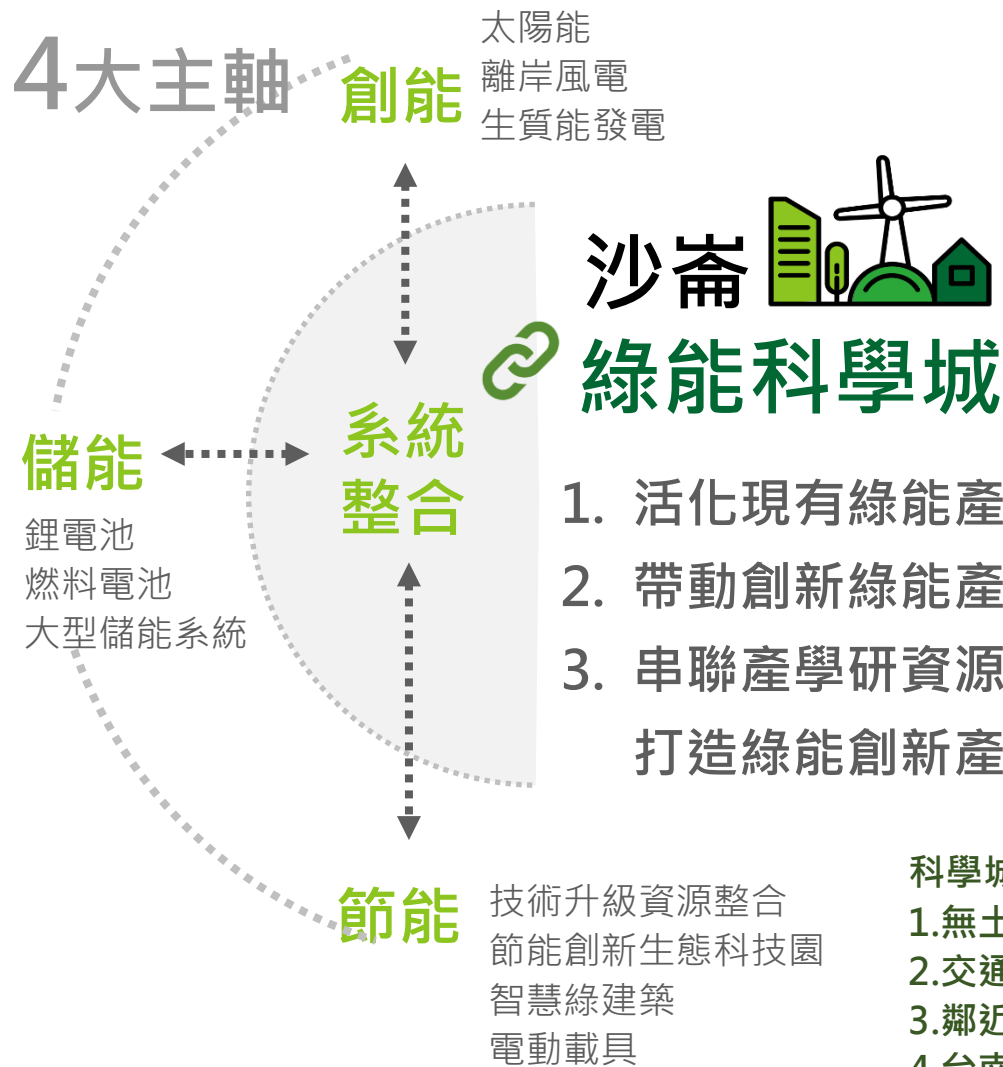 4大主軸
創能
太陽能
離岸風電
生質能發電
沙崙
綠能科學城
儲能
鋰電池
燃料電池
大型儲能系統
系統
整合
1. 活化現有綠能產
2. 帶動創新綠能產
3. 串聯產學研資源
打造綠能創新產
節能
技術升級資源整合
節能創新生態科技園
智慧綠建築
電動載具
科學城
1.無土
2.交通
3.鄰近
4.台南